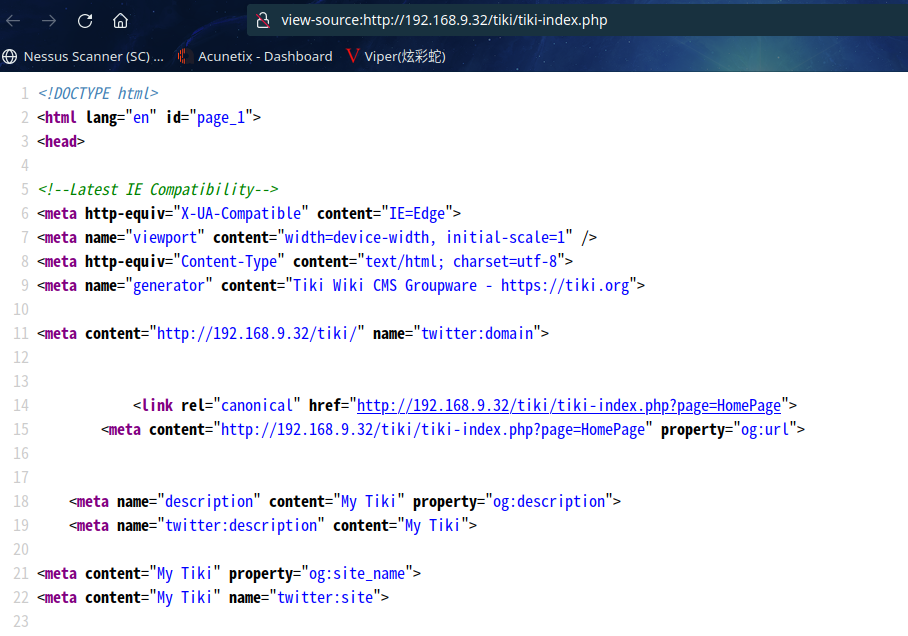 view-source:http://192.168.9.32/tiki/tiki-index.php
Nessus Scanner (SC) ... Acunetix - Dashboard Viper(炫彩蛇)
1 <!DOCTYPE html>
2 <html lang="en" id="page_1">
3 <head>
4
5 <!--Latest IE Compatibility-->
6 <meta http-equiv="X-UA-Compatible" content="IE=Edge">
7 <meta name="viewport" content="width=device-width, initial-scale=1" />
8 <meta http-equiv="Content-Type" content="text/html; charset=utf-8">
9 <meta name="generator" content="Tiki Wiki CMS Groupware - https://tiki.org">
10
11 <meta content="http://192.168.9.32/tiki/" name="twitter:domain">
12
13
14 <link rel="canonical" href="http://192.168.9.32/tiki/tiki-index.php?page=HomePage">
15 <meta content="http://192.168.9.32/tiki/tiki-index.php?page=HomePage" property="og:url">
16
17
18 <meta name="description" content="My Tiki" property="og:description">
19 <meta name="twitter:description" content="My Tiki">
20
21 <meta content="My Tiki" property="og:site_name">
22 <meta content="My Tiki" name="twitter:site">
23